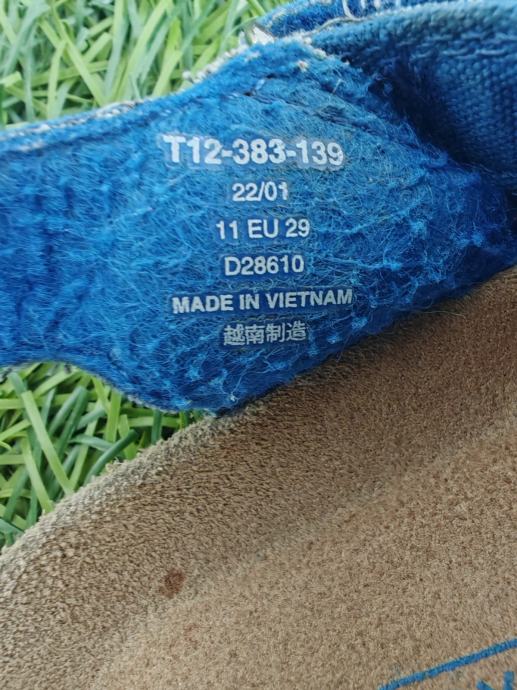 T12-383-139
22/01
11 EU 29
D28610
MADE IN VIETNAM
越南制造